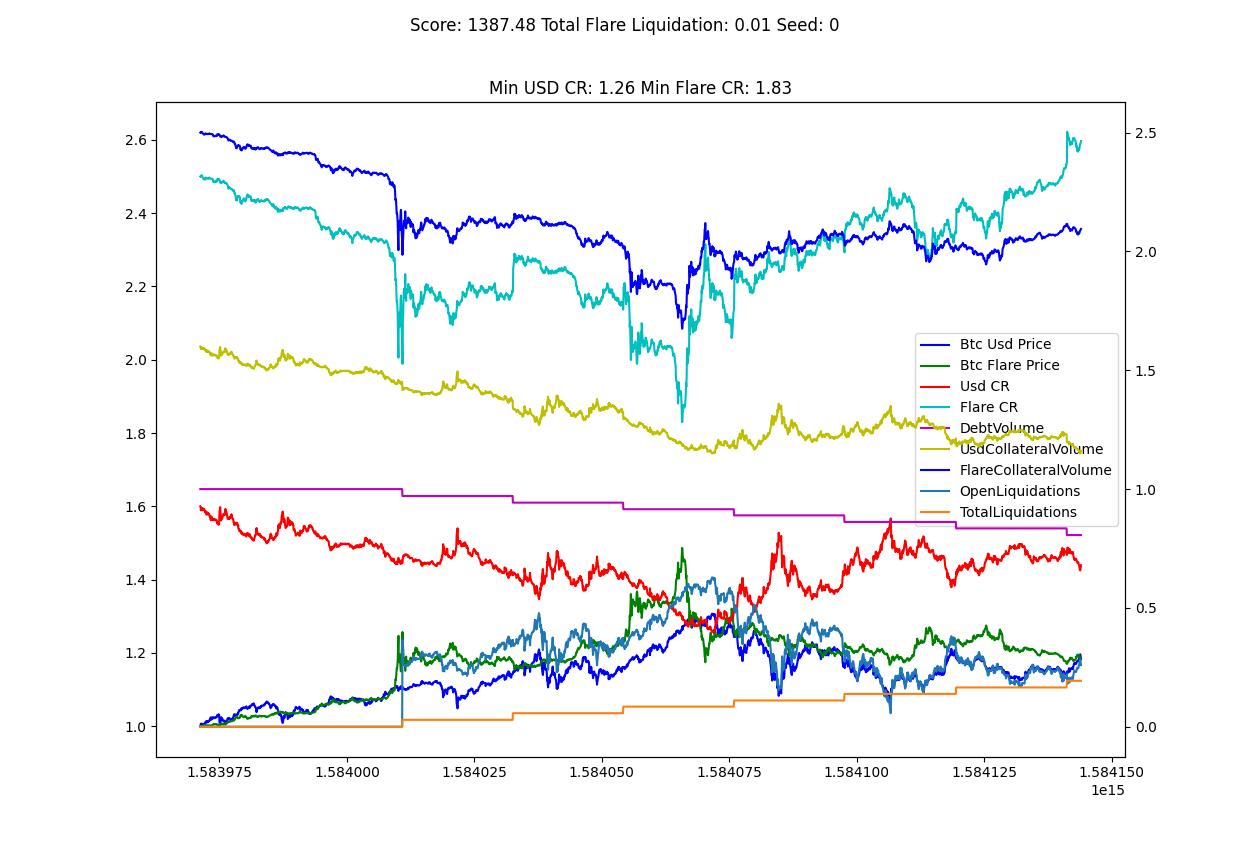 Score: 1387.48 Total Flare Liquidation: 0.01 Seed: 0
Min USD CR: 1.26 Min Flare CR: 1.83
2.6
2.4
2.2
2.0
1.8
1.6
1.4
1.2
1.0
2.5
2.0
1.5
1.0
0.5
0.0
Btc Usd Price
Btc Flare Price
Usd CR
Flare CR
DebtVolume
UsdCollateralVolume
FlareCollateralVolume
OpenLiquidations
TotalLiquidations
1.583975 1.584000 1.584025 1.584050 1.584075 1.584100 1.584125 1.584150
1e15